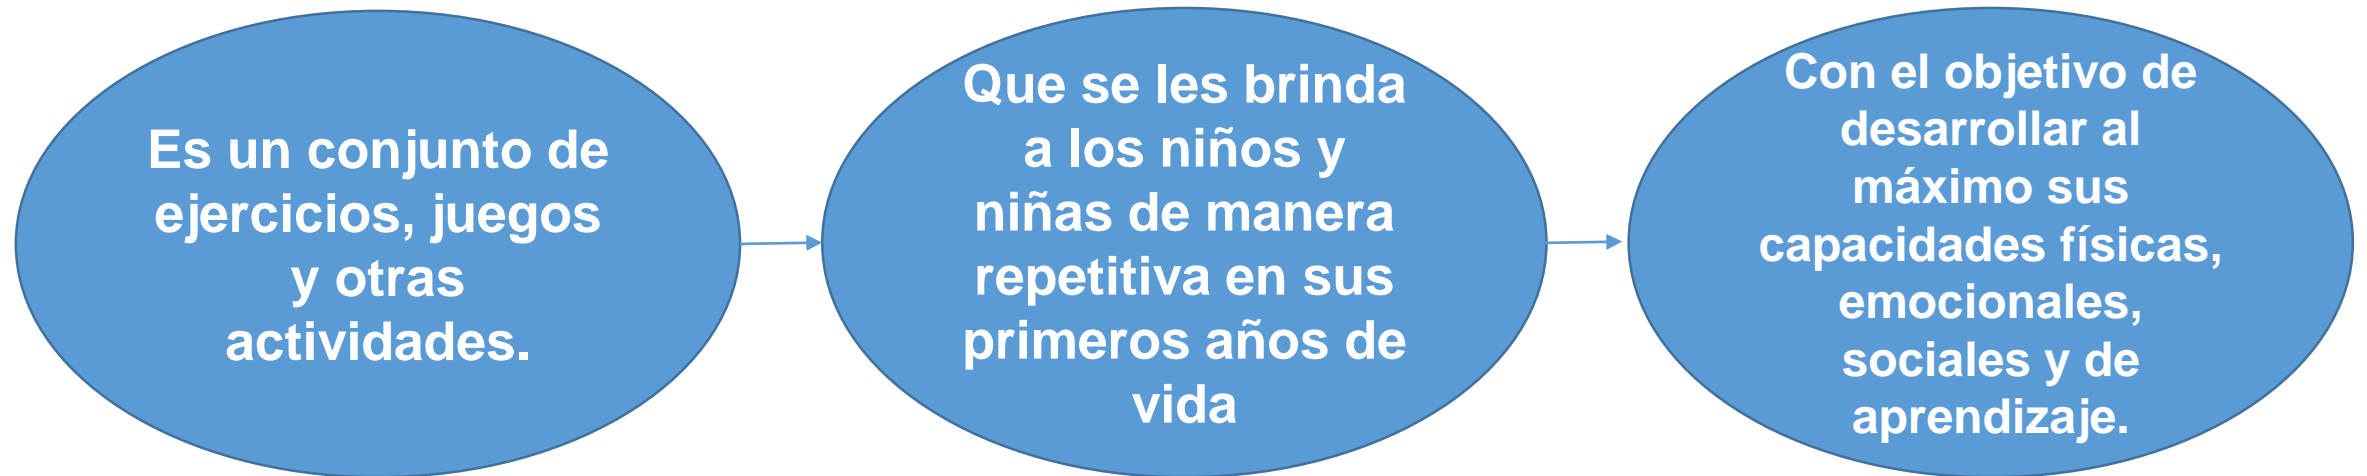 Es un conjunto de
ejercicios, juegos
y otras
actividades.
Que se les brinda
a los niños y
niñas de manera
repetitiva en sus
primeros años de
vida
Con el objetivo de
desarrollar al
máximo sus
capacidades físicas,
emocionales,
sociales y de
aprendizaje.